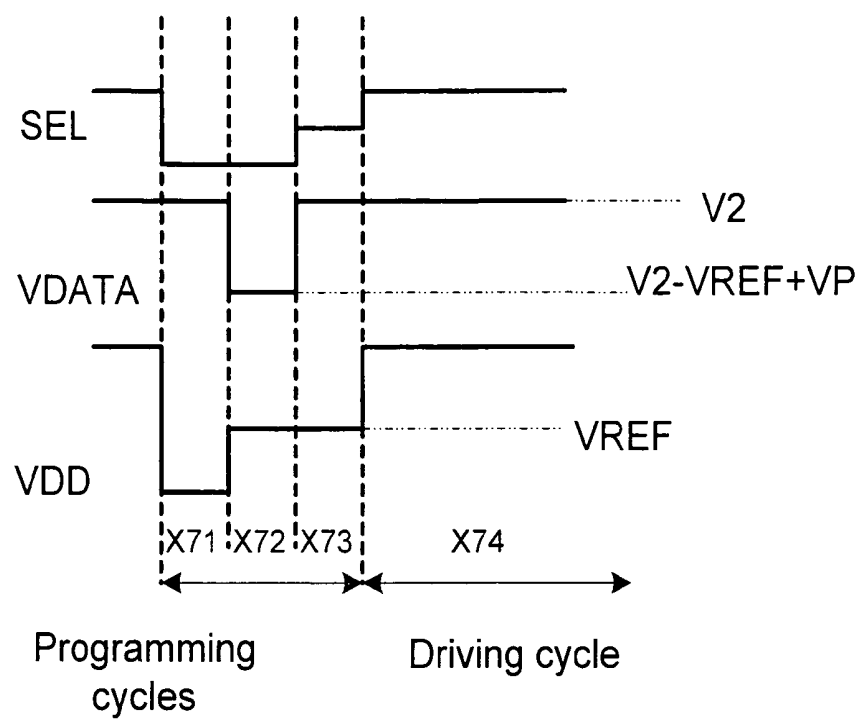 SEL
V2
VDATA
V2-VREF+VP
VREF
VDD
X71 X72 X73 X74
Programming
cycles
Driving cycle